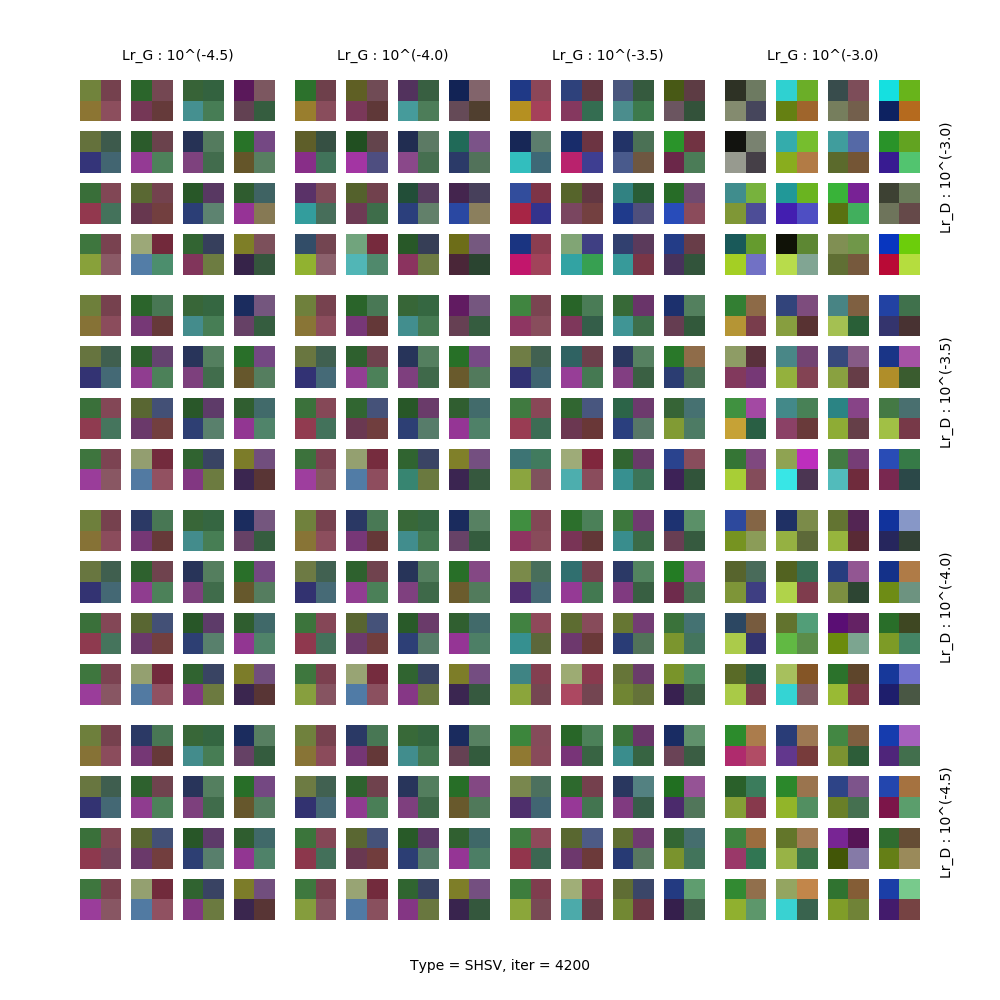 Lr_G : 10^(-4.5)
Lr_G : 10^(-4.0)
Lr_G : 10^(-3.5)
Lr_G : 10^(-3.0)
Lr_D : 10^(-3.0)
Lr_D : 10^(-3.5)
Lr_D : 10^(-4.0)
Lr_D : 10^(-4.5)
Type = SHSV, iter = 4200